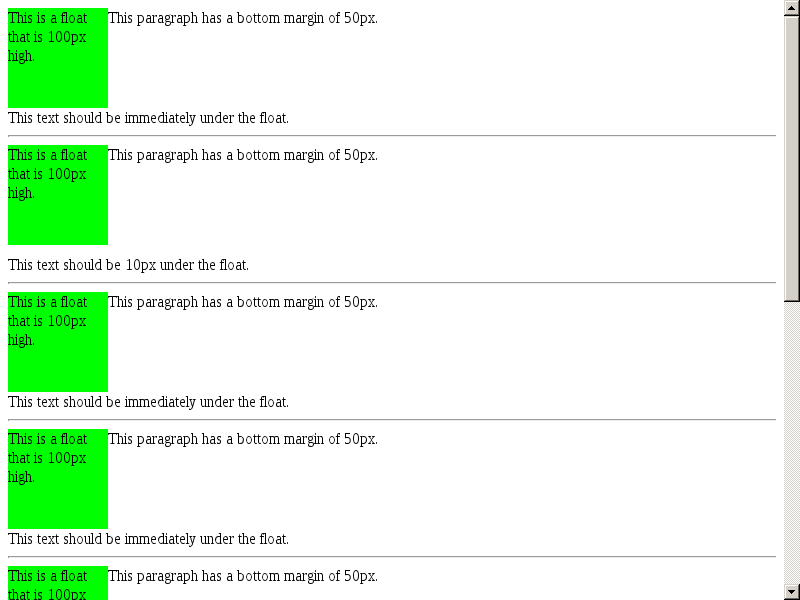 This is a float
that is 100px
high.
This paragraph has a bottom margin of 50px.
This text should be immediately under the float.
This is a float
that is 100px
high.
This paragraph has a bottom margin of 50px.
This text should be 10px under the float.
This is a float
that is 100px
high.
This paragraph has a bottom margin of 50px.
This text should be immediately under the float.
This is a float
that is 100px
high.
This paragraph has a bottom margin of 50px.
This text should be immediately under the float.
This is a float
that is 100px
This paragraph has a bottom margin of 50px.